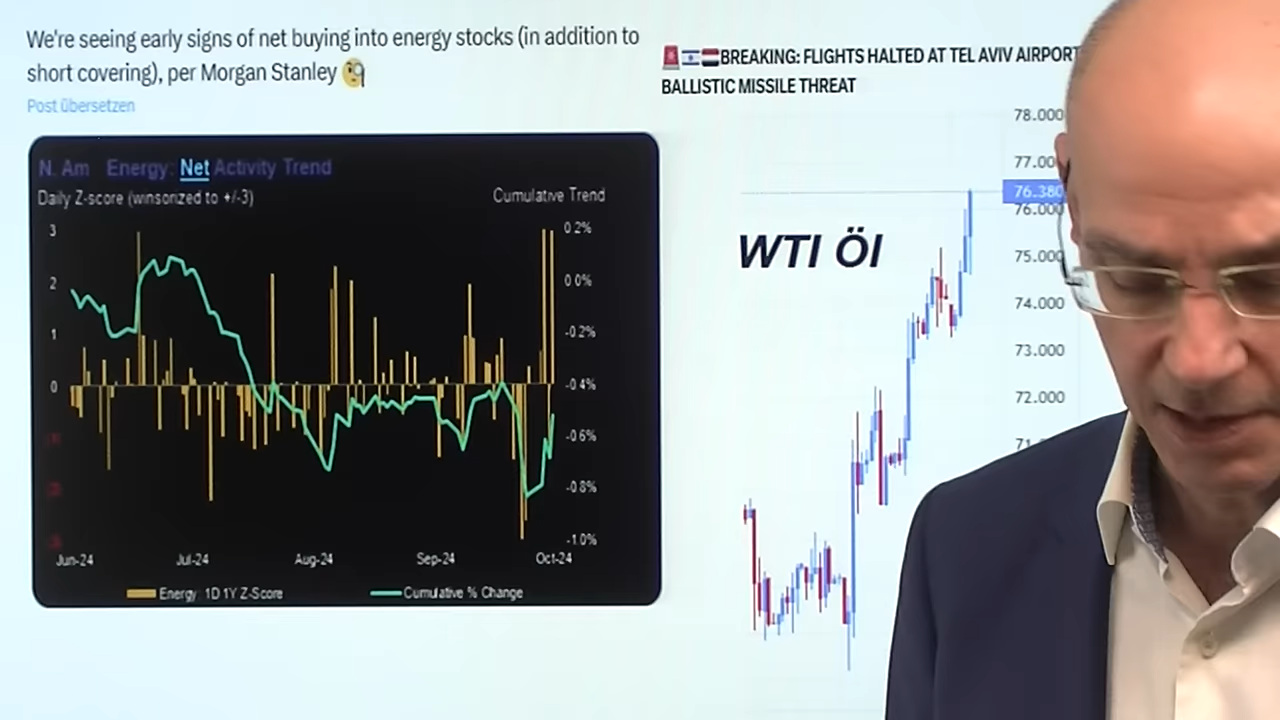 We're seeing early signs of net buying into energy stocks (in addition to
short covering), per Morgan Stanley
Post übersetzen
N. Am Energy: Net Activity Trend
Daily Z-score (winsorized to +/-3)
Cumulative Trend
3
2
1
0
0.2%
0.0%
-0.2%
-0.4%
-0.6%
-0.8%
-1.0%
Jun-24 Jul-24 Aug-24 Sep-24 Oct-24
Energy: 1D 1Y Z-Score
Cumulative % Change
BREAKING: FLIGHTS HALTED AT TEL AVIV AIRPORT
BALLISTIC MISSILE THREAT
WTI Öl
78.000
77.000
76.380
76.000
75.000
74.000
73.000
72.000
71.